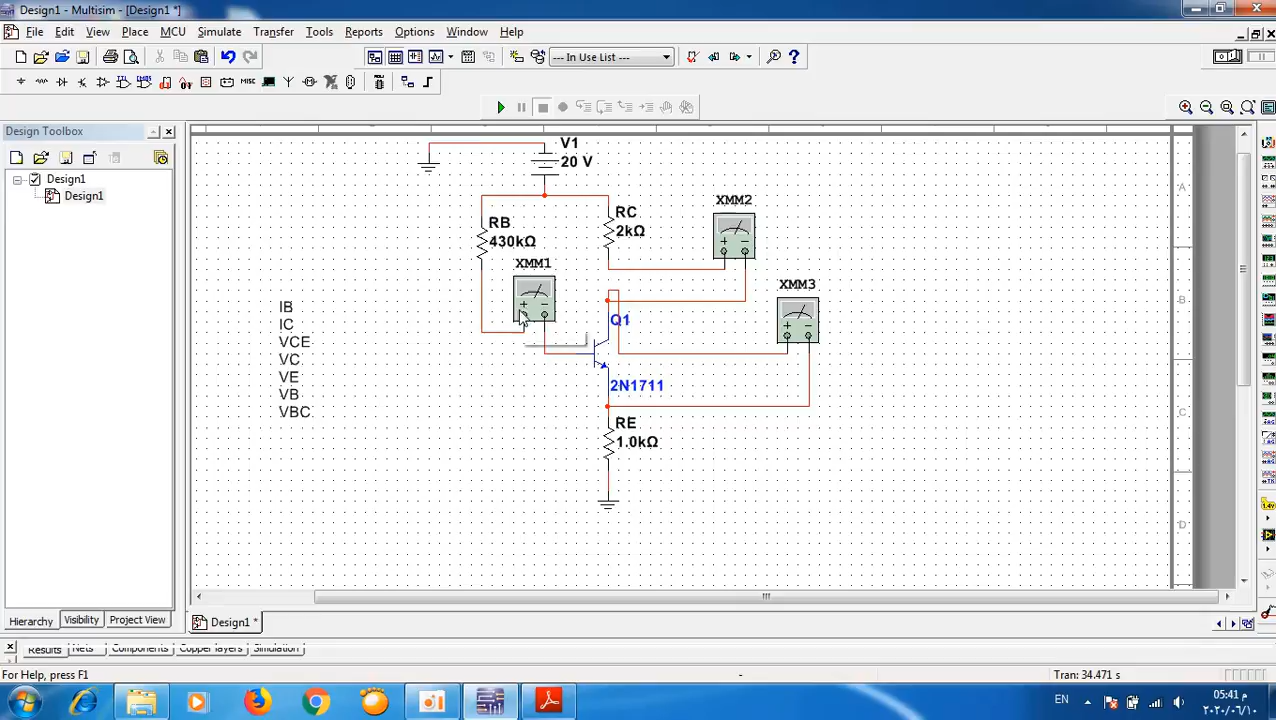 Design1 - Multisim - [Design1 *]
File Edit View Place MCU Simulate Transfer Tools Reports Options Window Help
--- In Use List ---
Design Toolbox
Design1
Design1
V1
20 V
RB
430kΩ
RC
2kΩ
XMM1
XMM2
XMM3
IB
IC
VCE
VC
VE
VB
VBC
Q1
2N1711
RE
1.0kΩ
A
B
C
D
Hierarchy Visibility Project View
Design1 *
Results Nets Components Copper layers Simulation
For Help, press F1
-
Tran: 34.471 s
EN
05:41 م
٢٠٢٠/٠٦/١٠